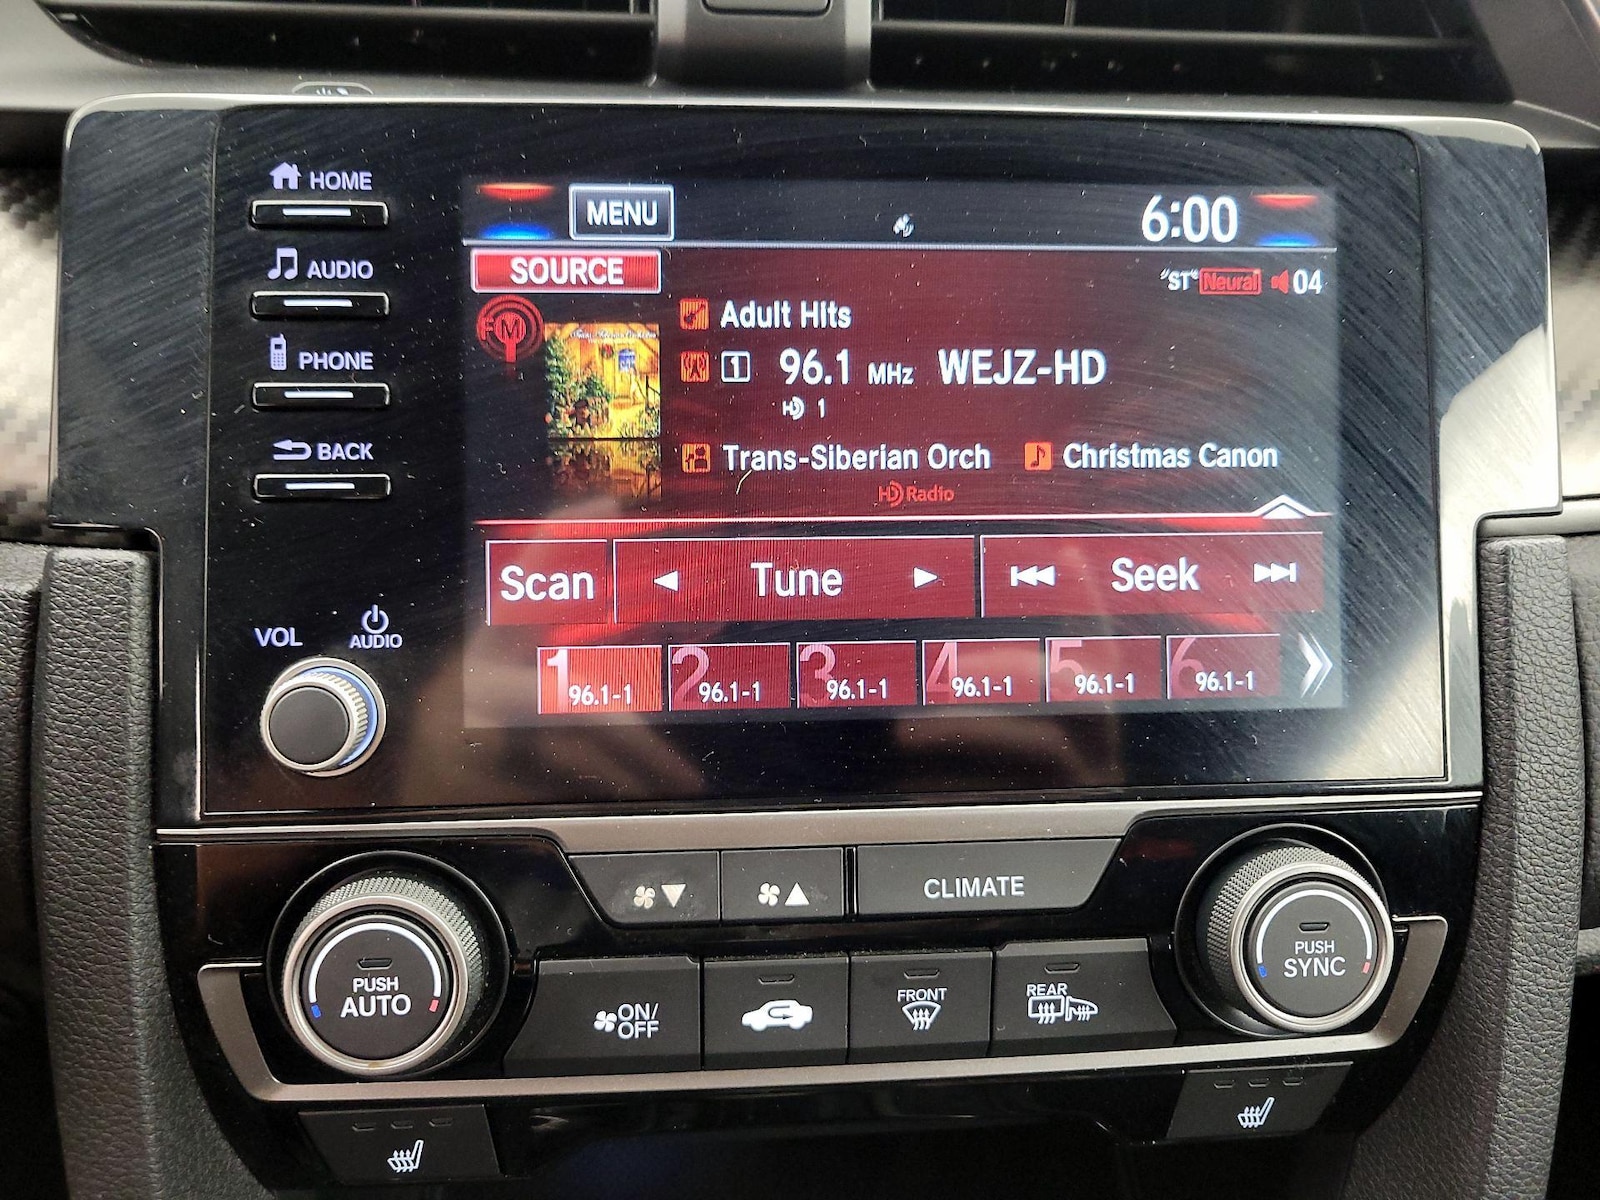 HOME
MENU
6:00
SOURCE
"ST" Neural 04
AUDIO
FM
Adult Hits
1 96.1 MHz WEJZ-HD
HD 1
PHONE
Trans-Siberian Orch Christmas Canon
BACK
HD Radio
Scan Tune Seek
VOL AUDIO
1 2 3 4 5 6
96.1-1 96.1-1 96.1-1 96.1-1 96.1-1 96.1-1
CLIMATE
PUSH
AUTO
ON/
OFF
FRONT
REAR
PUSH
SYNC